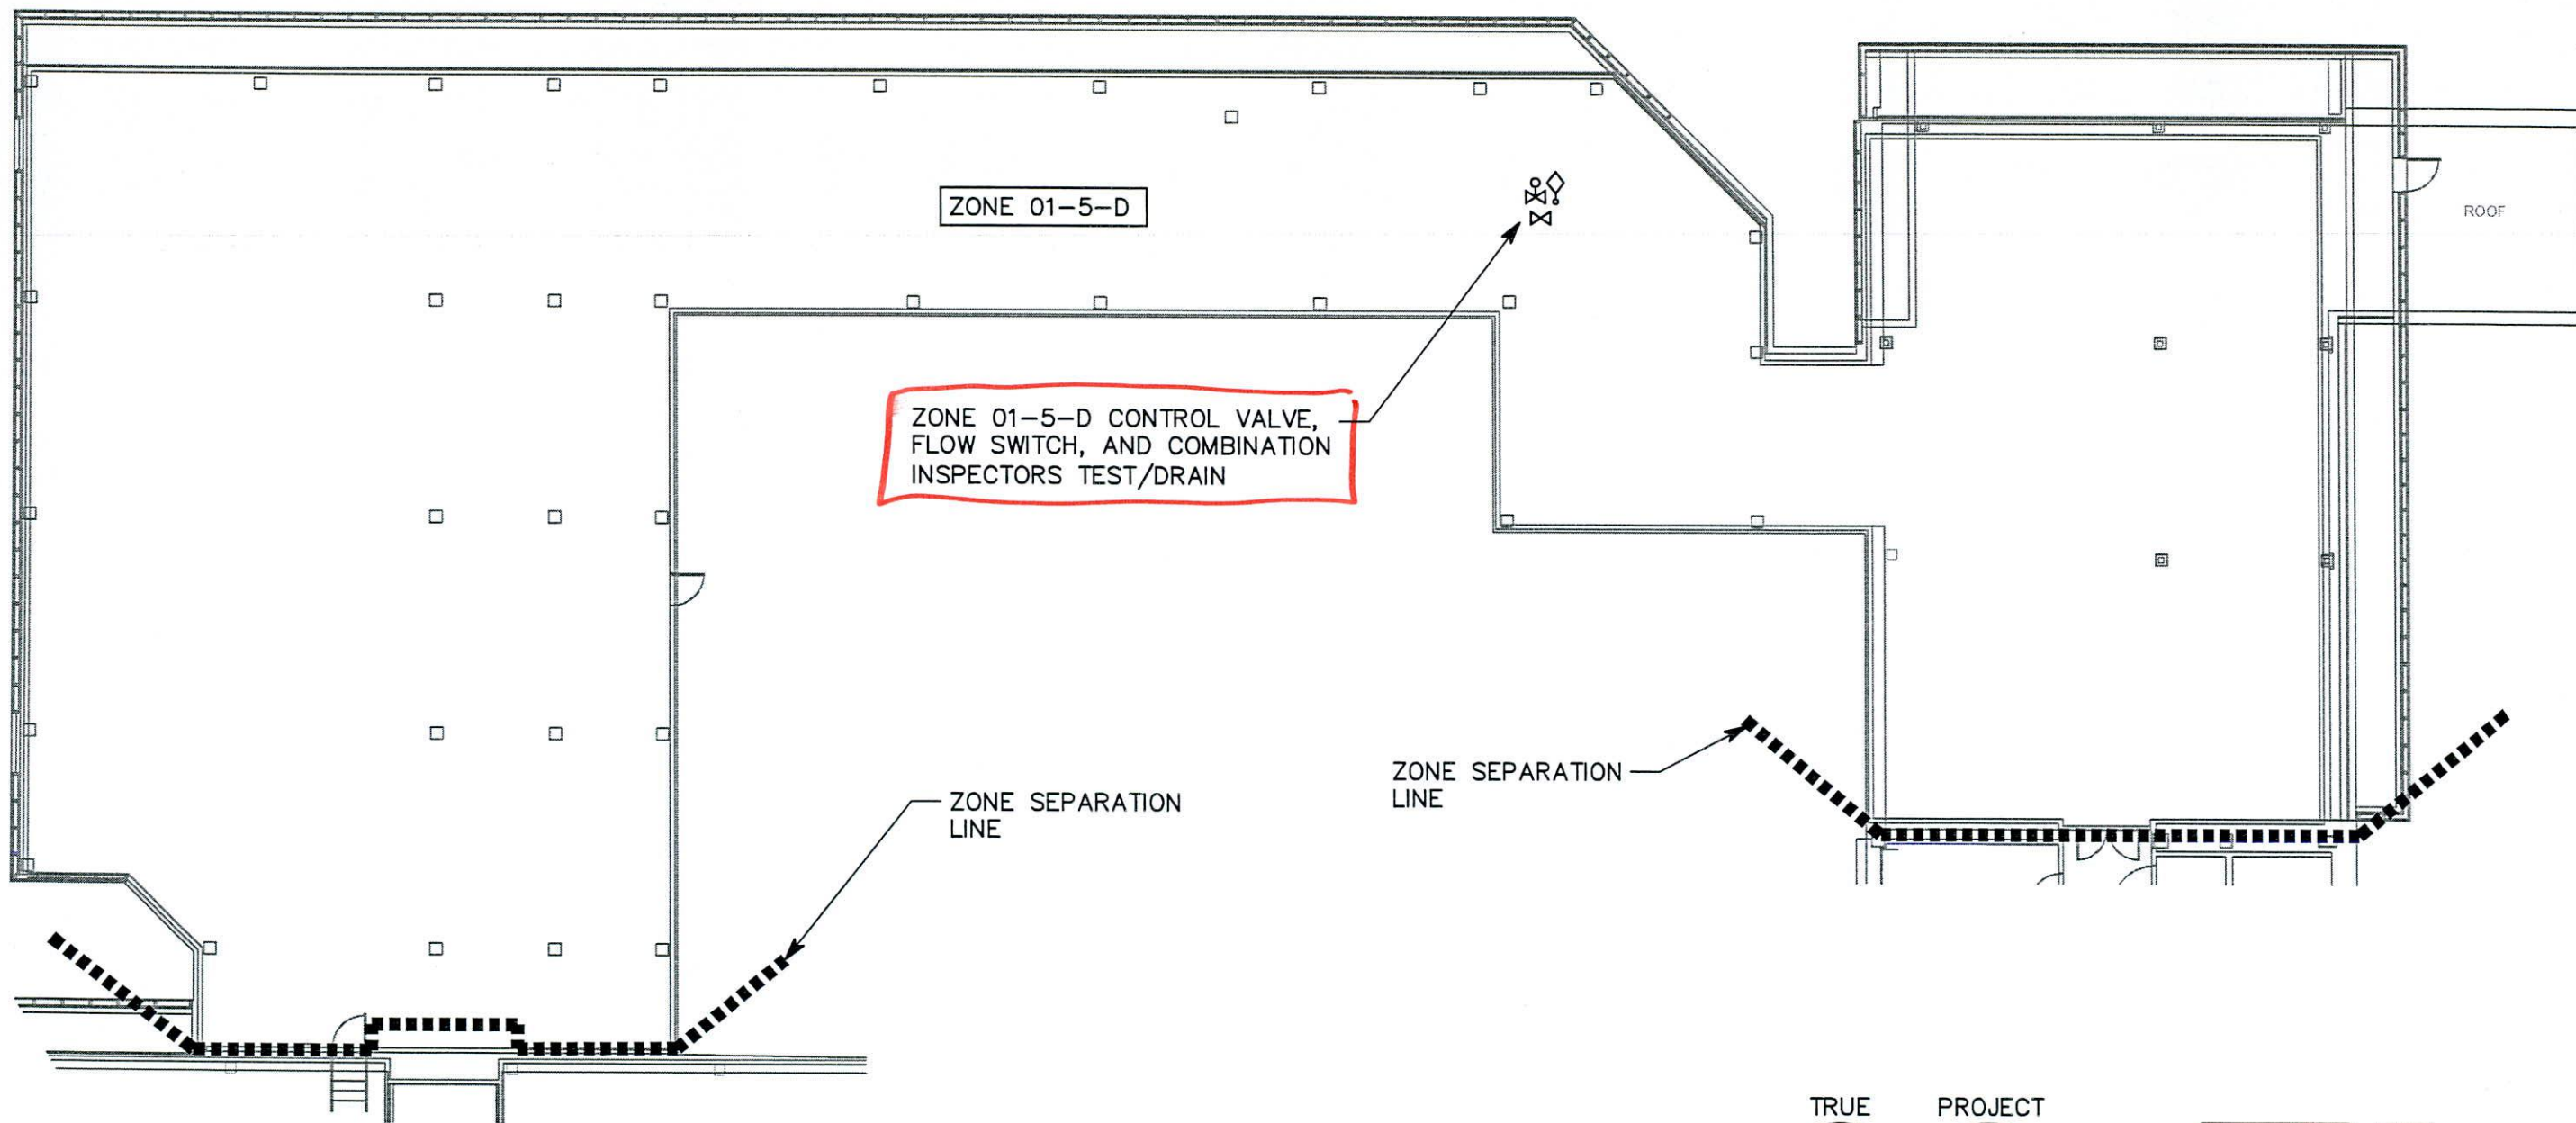 ZONE 01-5-D
ROOF
ZONE 01-5-D CONTROL VALVE,
FLOW SWITCH, AND COMBINATION
INSPECTORS TEST/DRAIN
ZONE SEPARATION
LINE
ZONE SEPARATION
LINE
TRUE PROJECT